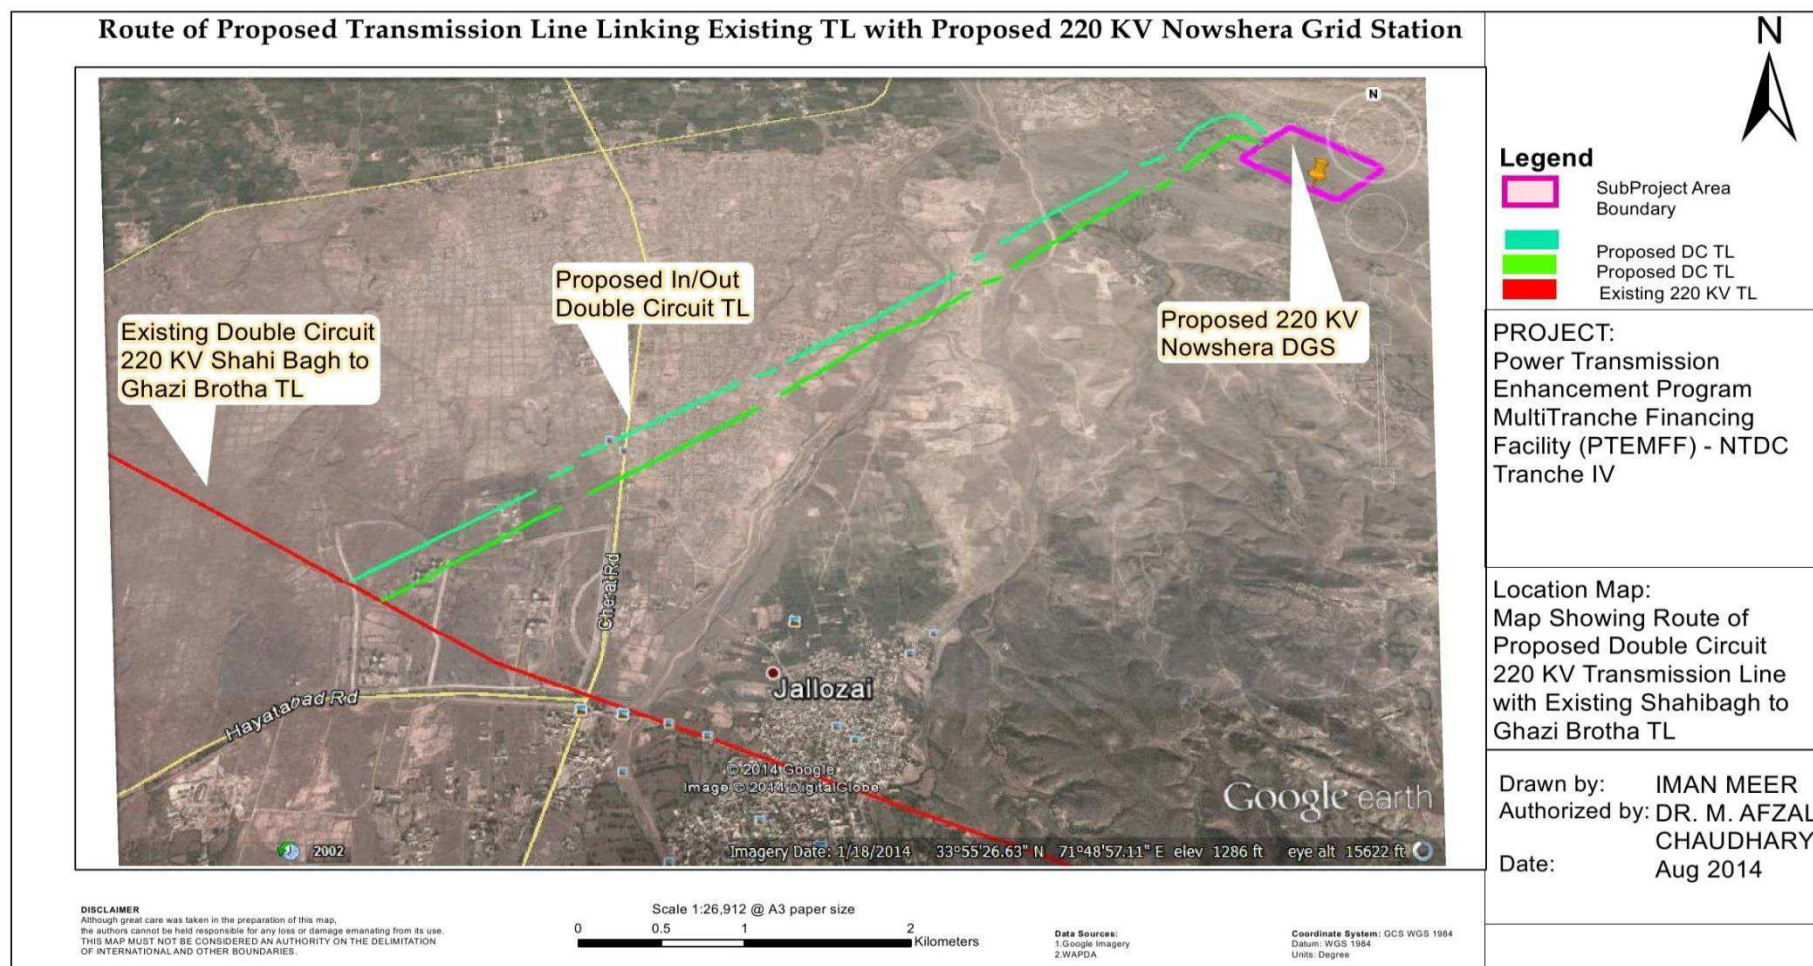 Route of Proposed Transmission Line Linking Existing TL with Proposed 220 KV Nowshera Grid Station
N
N
Existing Double Circuit
220 KV Shahi Bagh to
Ghazi Brotha TL
Proposed In/Out
Double Circuit TL
Proposed 220 KV
Nowshera DGS
Cherat Rd
Hayatabad Rd
Jallozai
© 2014 Google
Image © 2014 DigitalGlobe
Google earth
2002
Imagery Date: 1/18/2014 33°55'26.63" N 71°48'57.11" E elev 1286 ft eye alt 15622 ft
Legend
SubProject Area
Boundary
Proposed DC TL
Proposed DC TL
Existing 220 KV TL
PROJECT:
Power Transmission
Enhancement Program
MultiTranche Financing
Facility (PTEMFF) - NTDC
Tranche IV
Location Map:
Map Showing Route of
Proposed Double Circuit
220 KV Transmission Line
with Existing Shahibagh to
Ghazi Brotha TL
Drawn by: IMAN MEER
Authorized by: DR. M. AFZAL
CHAUDHARY
Date: Aug 2014
DISCLAIMER
Although great care was taken in the preparation of this map,
the authors cannot be held responsible for any loss or damage emanating from its use.
THIS MAP MUST NOT BE CONSIDERED AN AUTHORITY ON THE DELIMITATION
OF INTERNATIONAL AND OTHER BOUNDARIES.
Scale 1:26,912 @ A3 paper size
0 0.5 1 2
Kilometers
Data Sources:
1.Google Imagery
2.WAPDA
Coordinate System: GCS WGS 1984
Datum: WGS 1984
Units: Degree